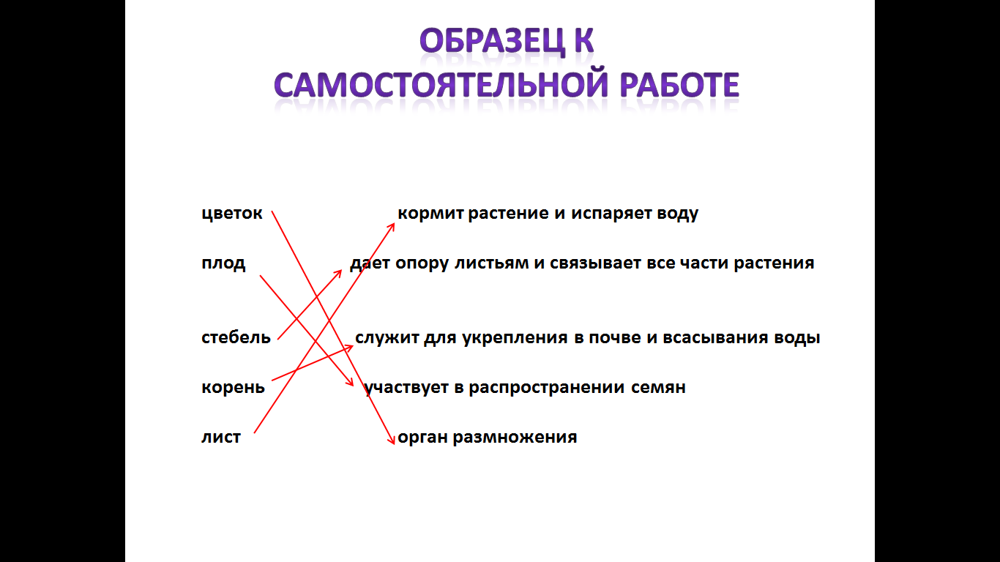 ОБРАЗЕЦ К
САМОСТОЯТЕЛЬНОЙ РАБОТЕ
цветок кормит растение и испаряет воду
плод дает опору листьям и связывает все части растения
стебель служит для укрепления в почве и всасывания воды
корень участвует в распространении семян
лист орган размножения